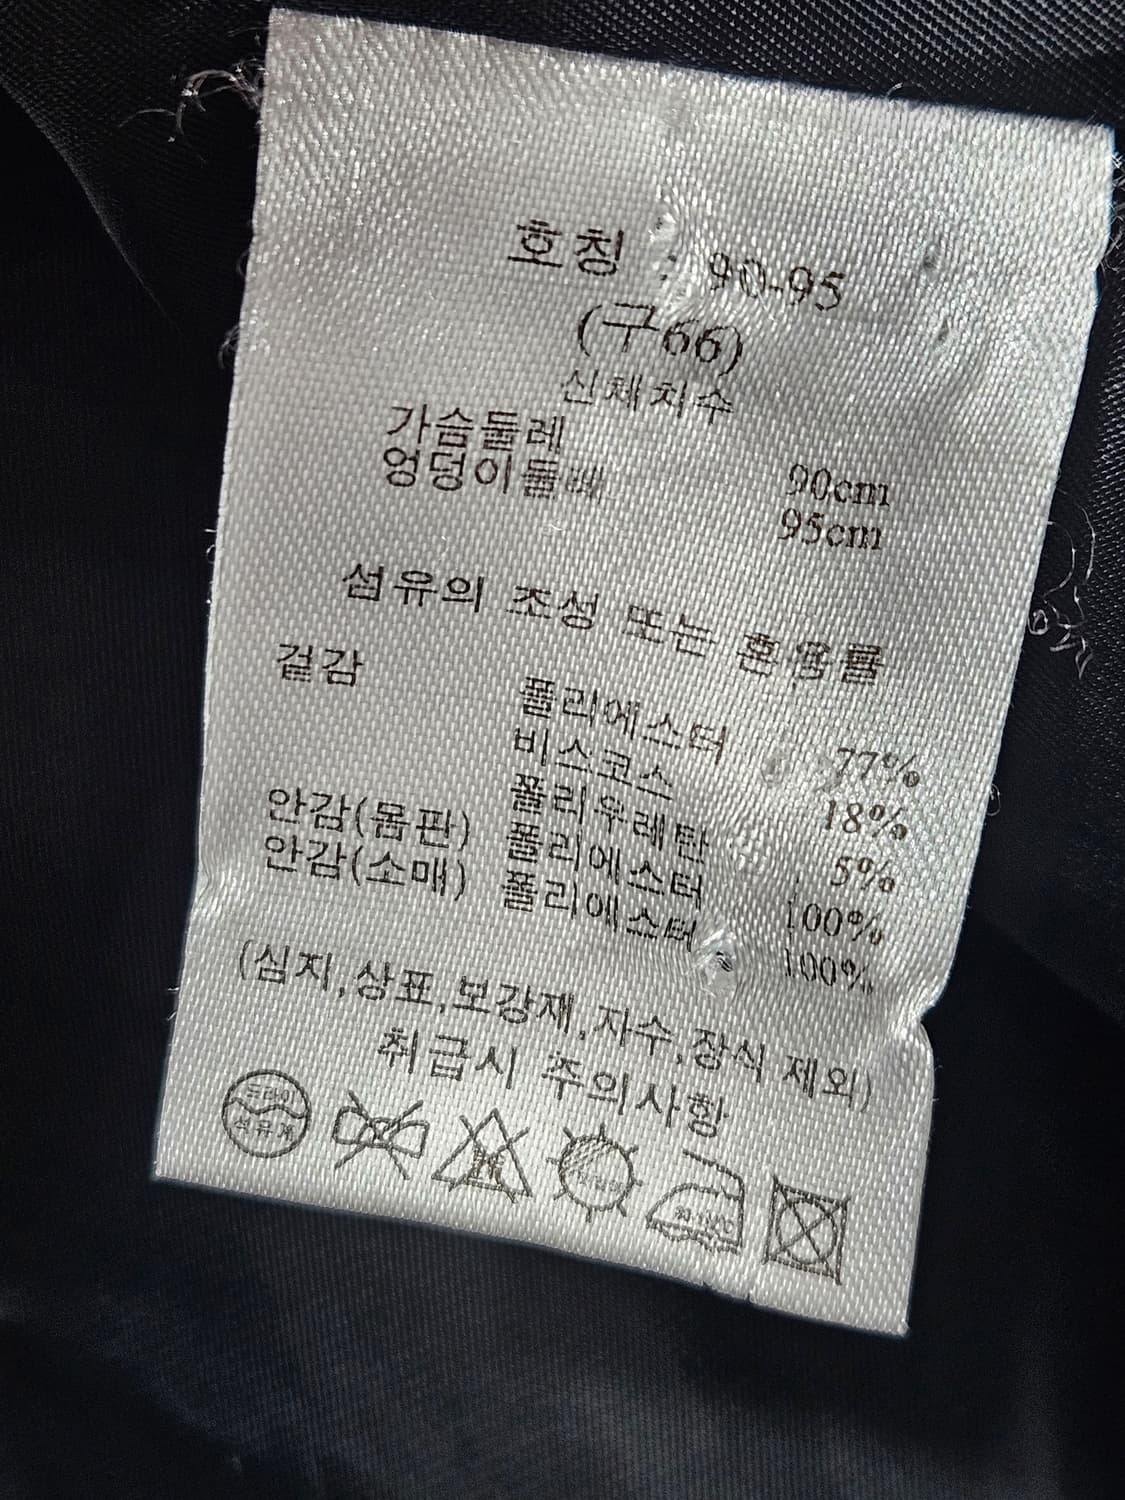 호칭 : 90-95
(구66)
신체치수
가슴둘레 90cm
엉덩이둘레 95cm
섬유의 조성 또는 혼용률
겉감 폴리에스터 77%
비스코스 18%
폴리우레탄 5%
안감(몸판) 폴리에스터 100%
안감(소매) 폴리에스터 100%
(심지,상표,보강재,자수,장식 제외)
취급시 주의사항
드라이
석유계